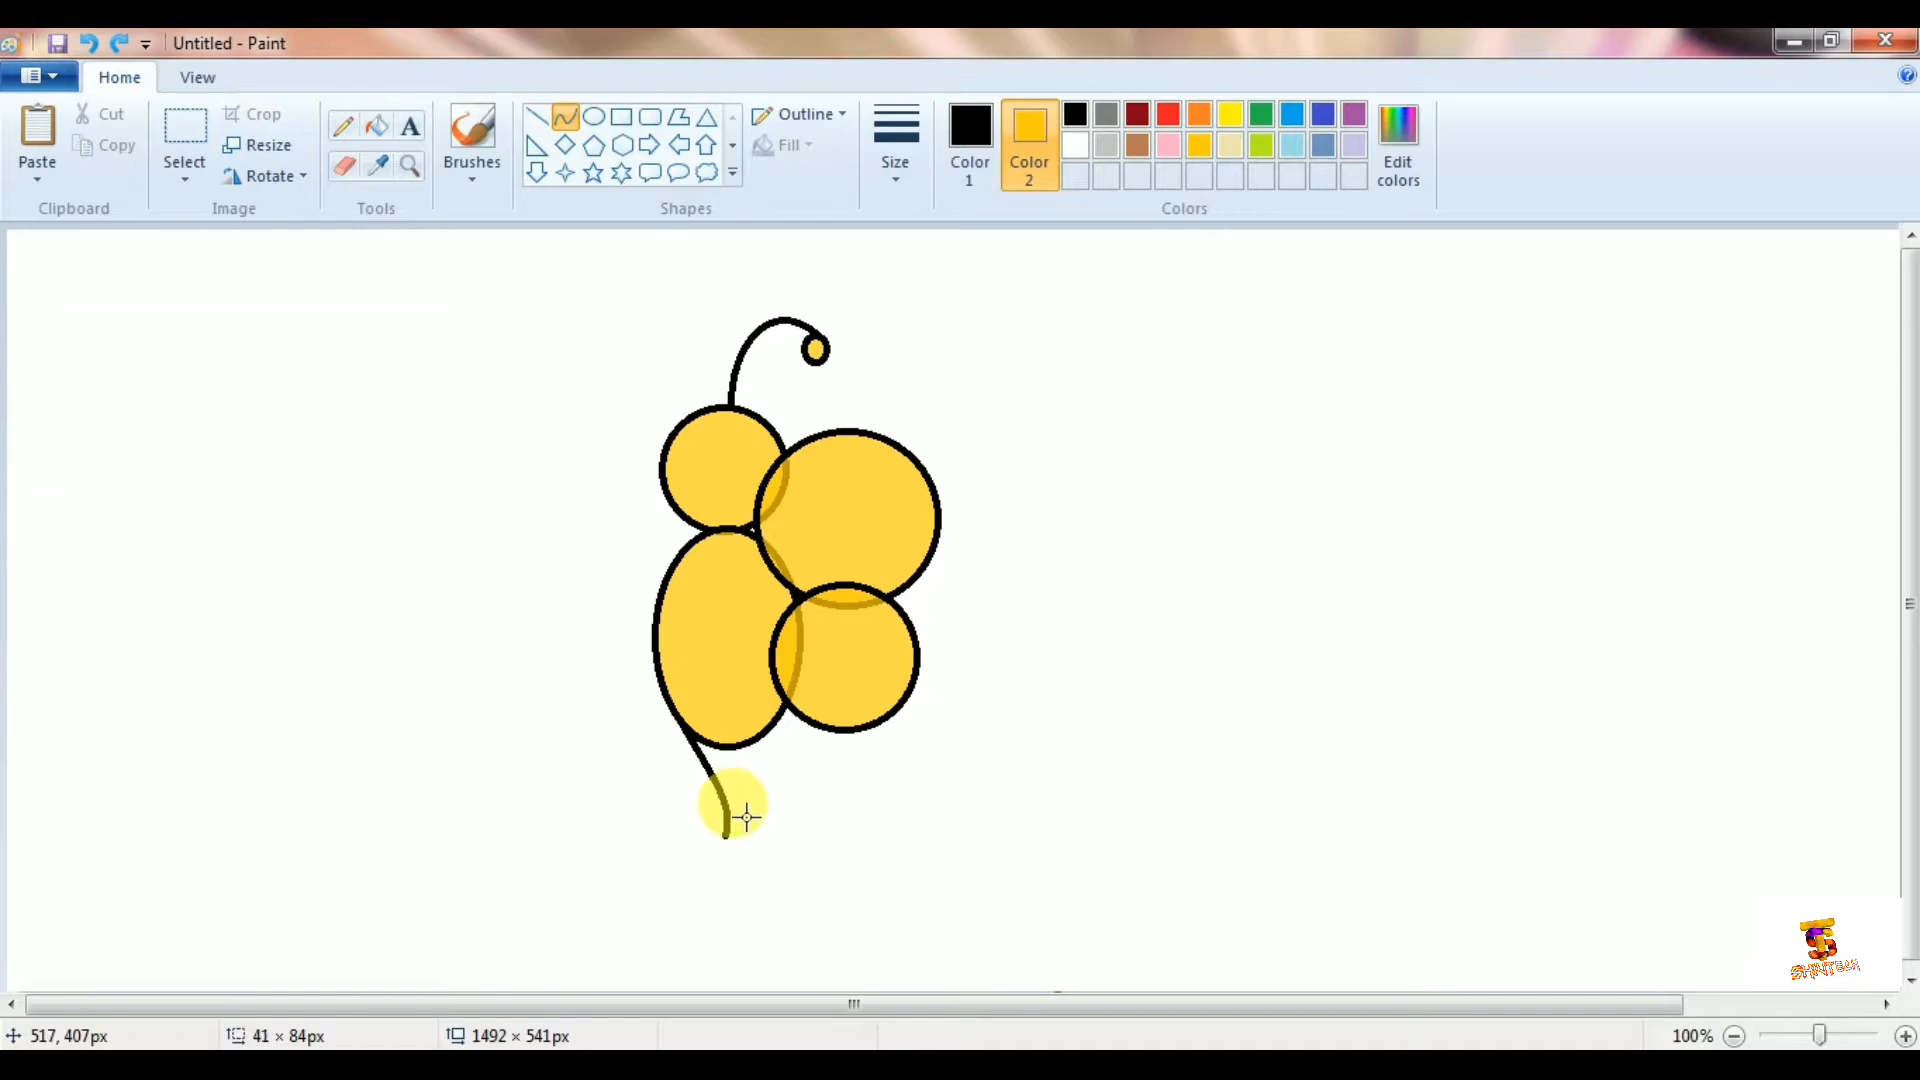 Untitled - Paint
Home View
Paste
Cut
Copy
Clipboard
Select
Crop
Resize
Rotate
Image
A
Tools
Brushes
Outline
Fill
Shapes
Size
Color 1
Color 2
Edit colors
Colors
517, 407px
41 × 84px
1492 × 541px
100%
SHINTECH